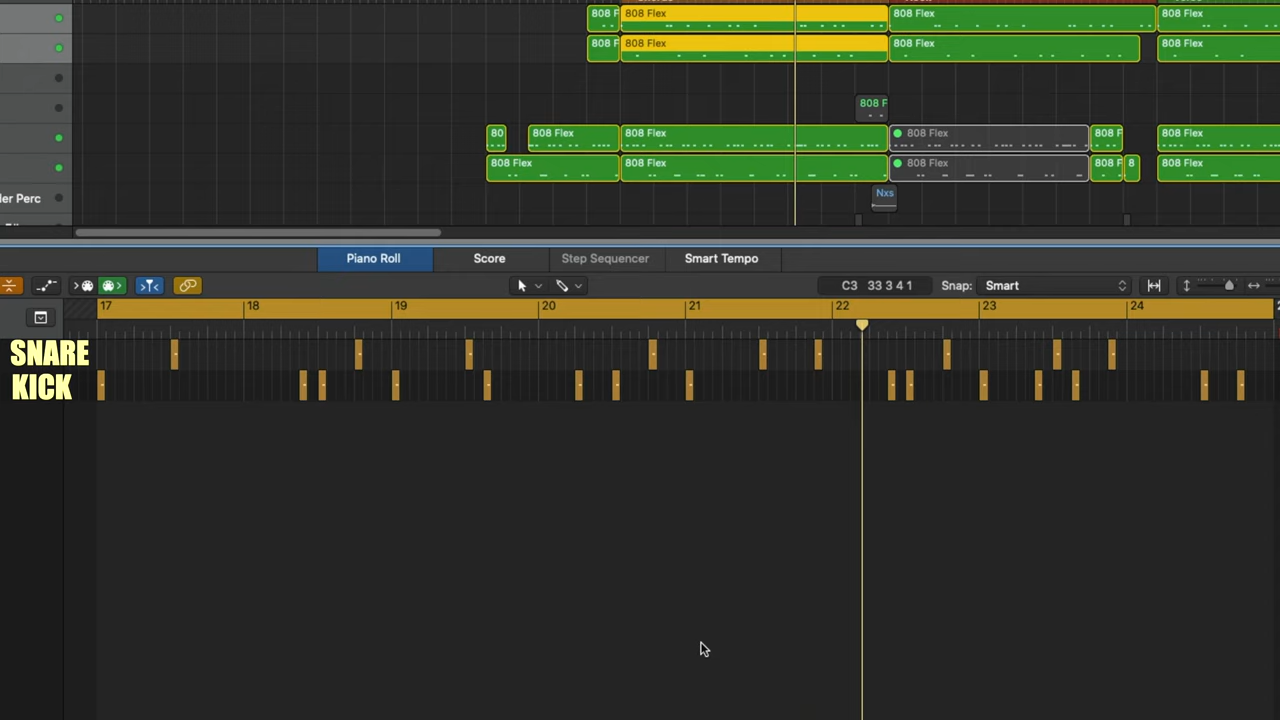 808 F 808 Flex 808 Flex 808 Flex
808 F 808 Flex 808 Flex 808 Flex
808 F
80 808 Flex 808 Flex 808 Flex 808 F 808 Flex
808 Flex 808 Flex 808 Flex 808 F 8 808 Flex
der Perc Nxs
Piano Roll Score Step Sequencer Smart Tempo
C3 33 3 4 1 Snap: Smart
17 18 19 20 21 22 23 24
SNARE
KICK